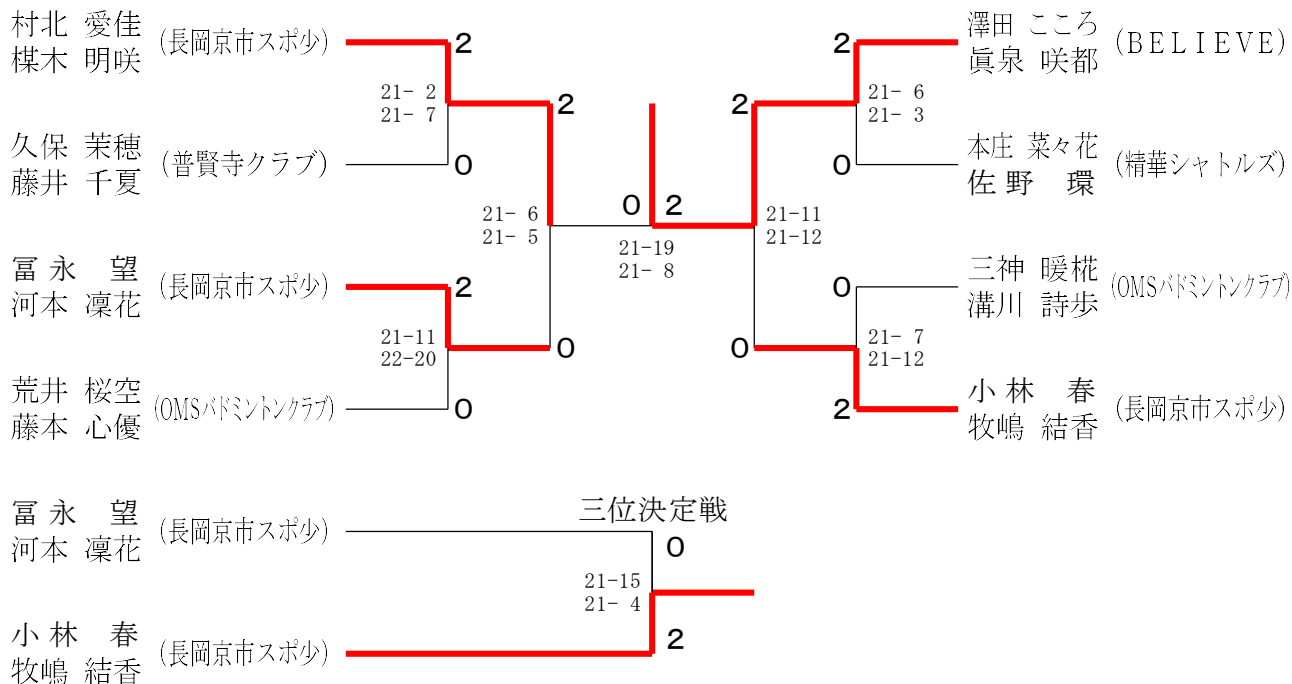 村北 愛佳
楳木 明咲
(長岡京市スポ少)
2
21- 2
21- 7
久保 茉穂
藤井 千夏
(普賢寺クラブ)
0
2
21- 6
21- 5
冨永 望
河本 凜花
(長岡京市スポ少)
2
21-11
22-20
0
荒井 桜空
藤本 心優
(OMSバドミントンクラブ)
0
0 2
21-19
21- 8
澤田 こころ
眞泉 咲都
(BELIEVE)
2
21- 6
21- 3
本庄 菜々花
佐野 環
(精華シャトルズ)
0
2
21-11
21-12
三神 暖椛
溝川 詩歩
(OMSバドミントンクラブ)
0
21- 7
21-12
0
小林 春
牧嶋 結香
(長岡京市スポ少)
2
三位決定戦
冨永 望
河本 凜花
(長岡京市スポ少)
0
21-15
21- 4
小林 春
牧嶋 結香
(長岡京市スポ少)
2